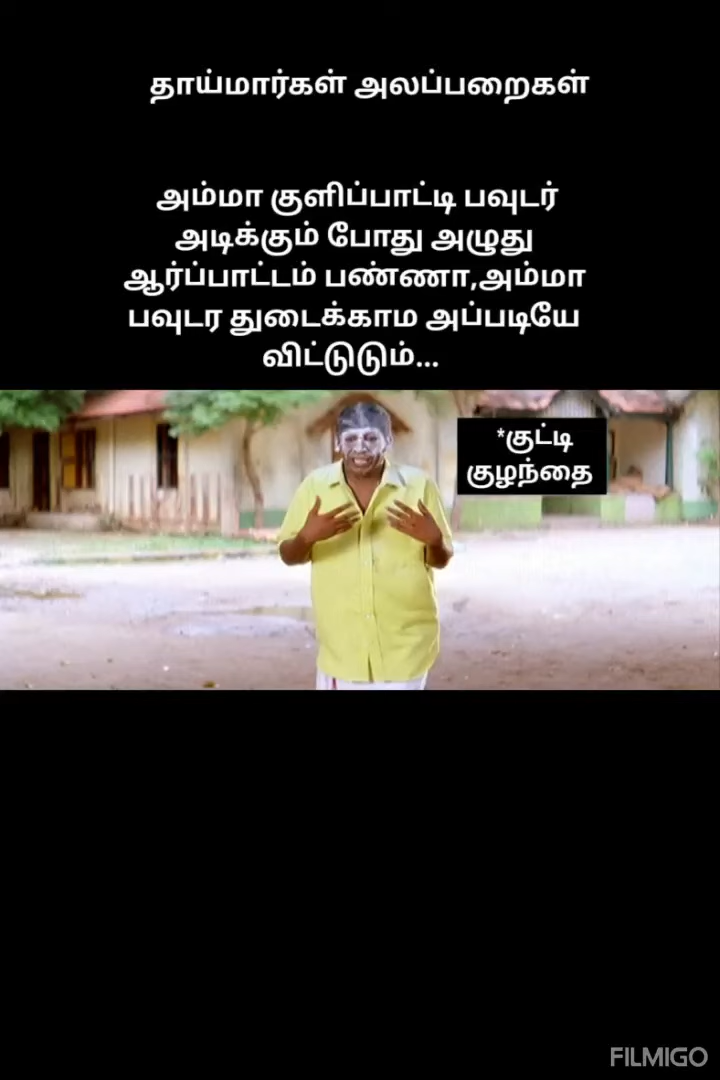 தாய்மார்கள் அலப்பறைகள்
அம்மா குளிப்பாட்டி பவுடர்
அடிக்கும் போது அழுது
ஆர்ப்பாட்டம் பண்ணா,அம்மா
பவுடர துடைக்காம அப்படியே
விட்டுடும்...
*குட்டி
குழந்தை
FILMIGO